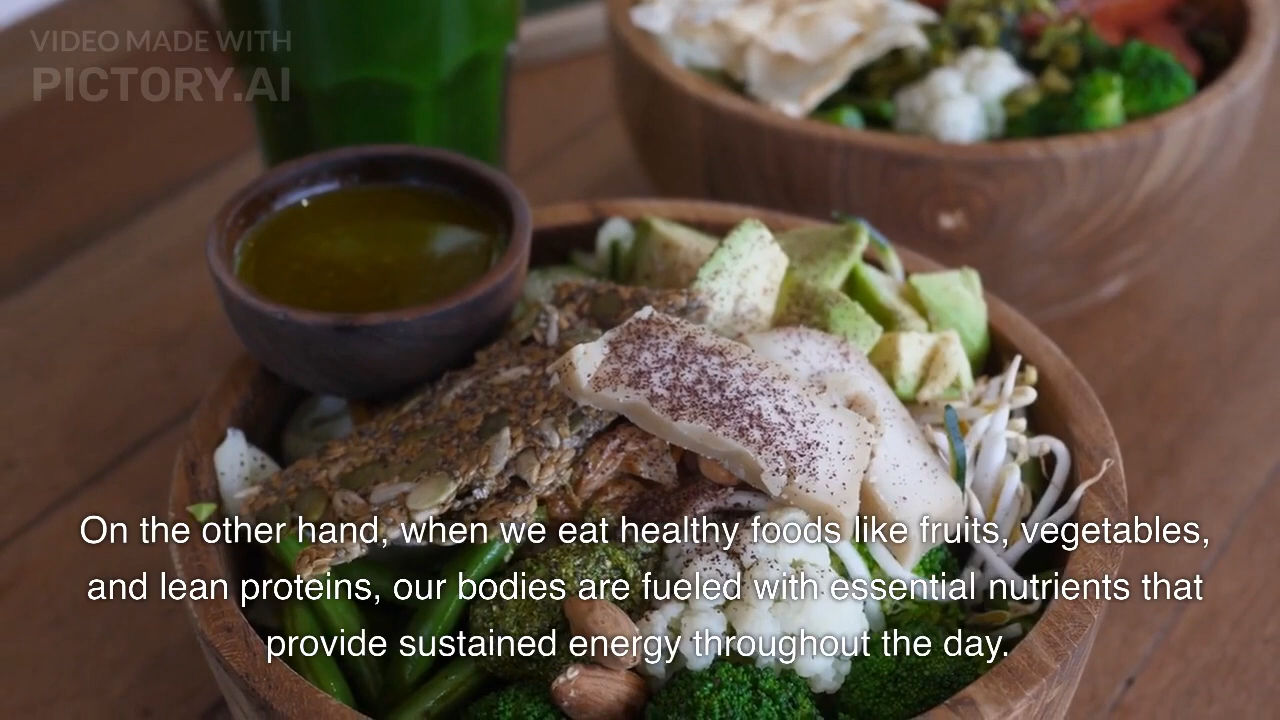 VIDEO MADE WITH
PICTORY.AI
On the other hand, when we eat healthy foods like fruits, vegetables,
and lean proteins, our bodies are fueled with essential nutrients that
provide sustained energy throughout the day.